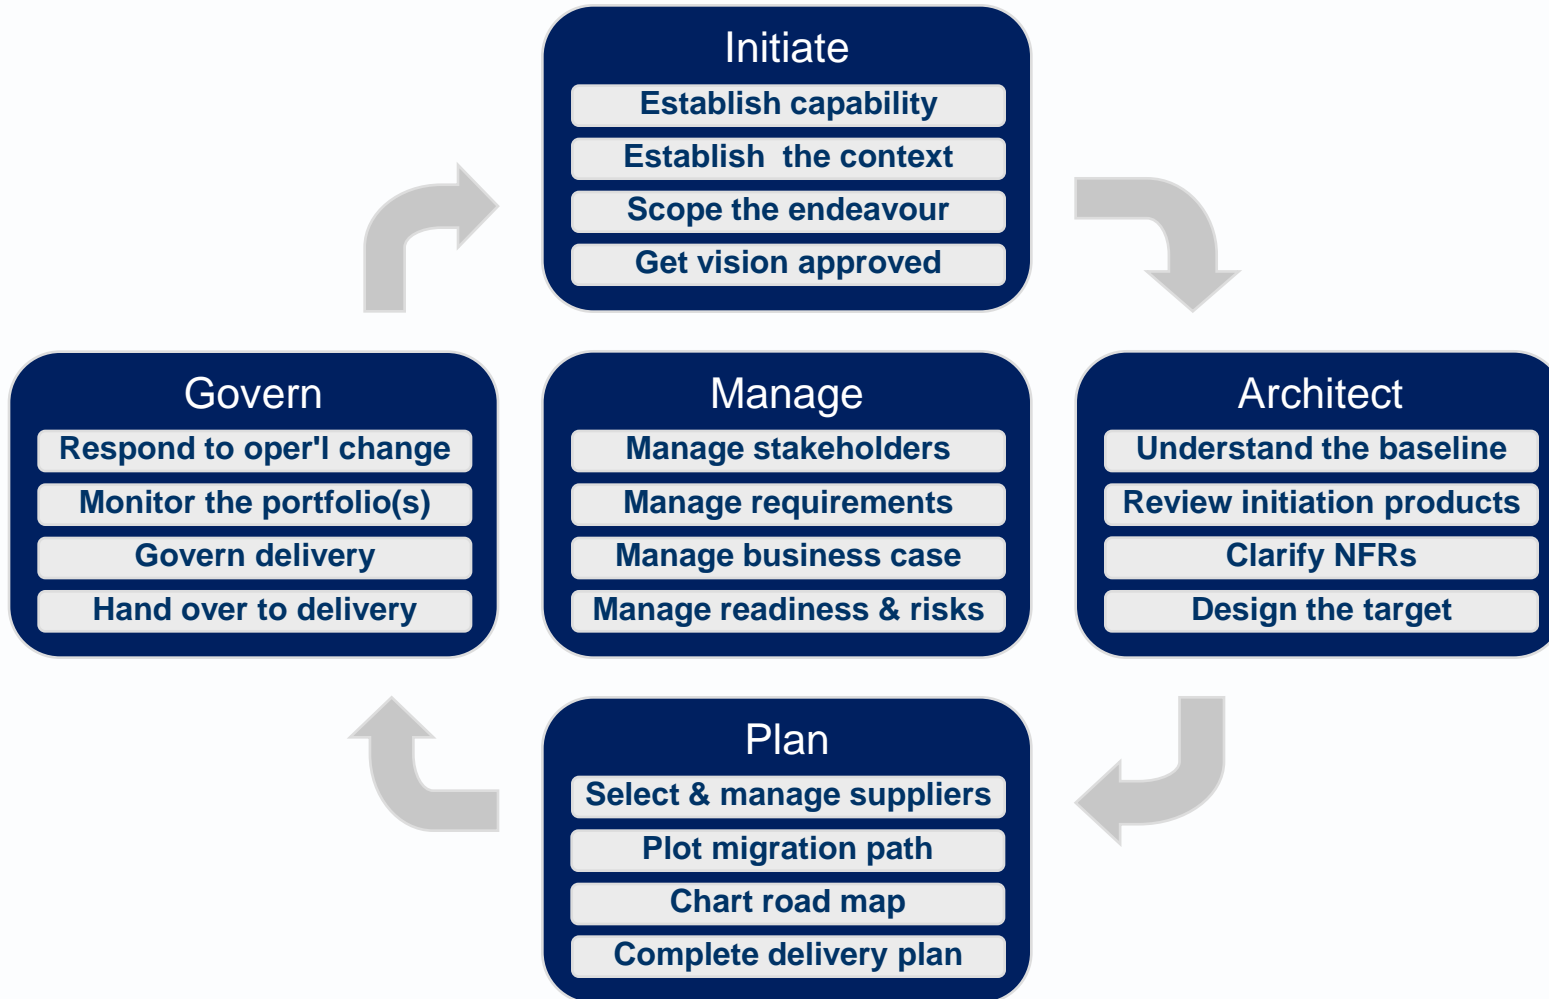 Initiate
Establish capability
Establish  the context
Scope the endeavour
Get vision approved
Govern
Respond to oper'l change
Monitor the portfolio(s)
Govern delivery
Hand over to delivery
Manage
Manage stakeholders
Manage requirements
Manage business case
Manage readiness & risks
Architect
Understand the baseline
Review initiation products
Clarify NFRs
Design the target
Plan
Select & manage suppliers
Plot migration path
Chart road map
Complete delivery plan